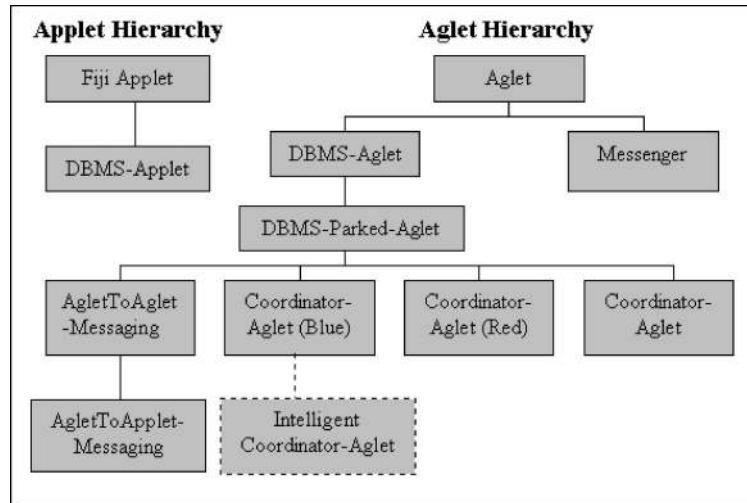 Applet Hierarchy
Aglet Hierarchy
Fiji Applet
Aglet
DBMS-Applet
DBMS-Aglet
Messenger
DBMS-Parked-Aglet
AgletToAglet
-Messaging
Coordinator-
Aglet (Blue)
Coordinator-
Aglet (Red)
Coordinator-
Aglet
AgletToApplet-
Messaging
Intelligent
Coordinator-Aglet